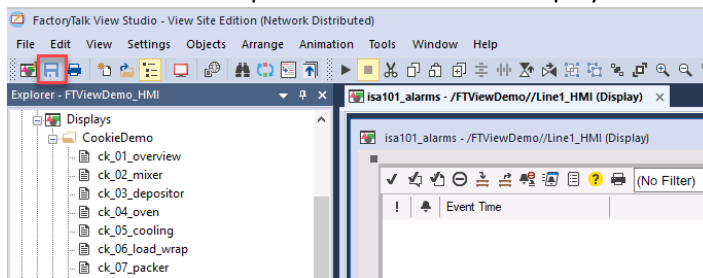 FactoryTalk View Studio - View Site Edition (Network Distributed)
File Edit View Settings Objects Arrange Animation Tools Window Help
Explorer - FTViewDemo_HMI
isa101_alarms - /FTViewDemo//Line1_HMI (Display)
Displays
isa101_alarms - /FTViewDemo//Line1_HMI (Display)
CookieDemo
ck_01_overview
ck_02_mixer
(No Filter)
ck_03_depositor
! Event Time
ck_04_oven
ck_05_cooling
ck_06_load_wrap
ck_07_packer